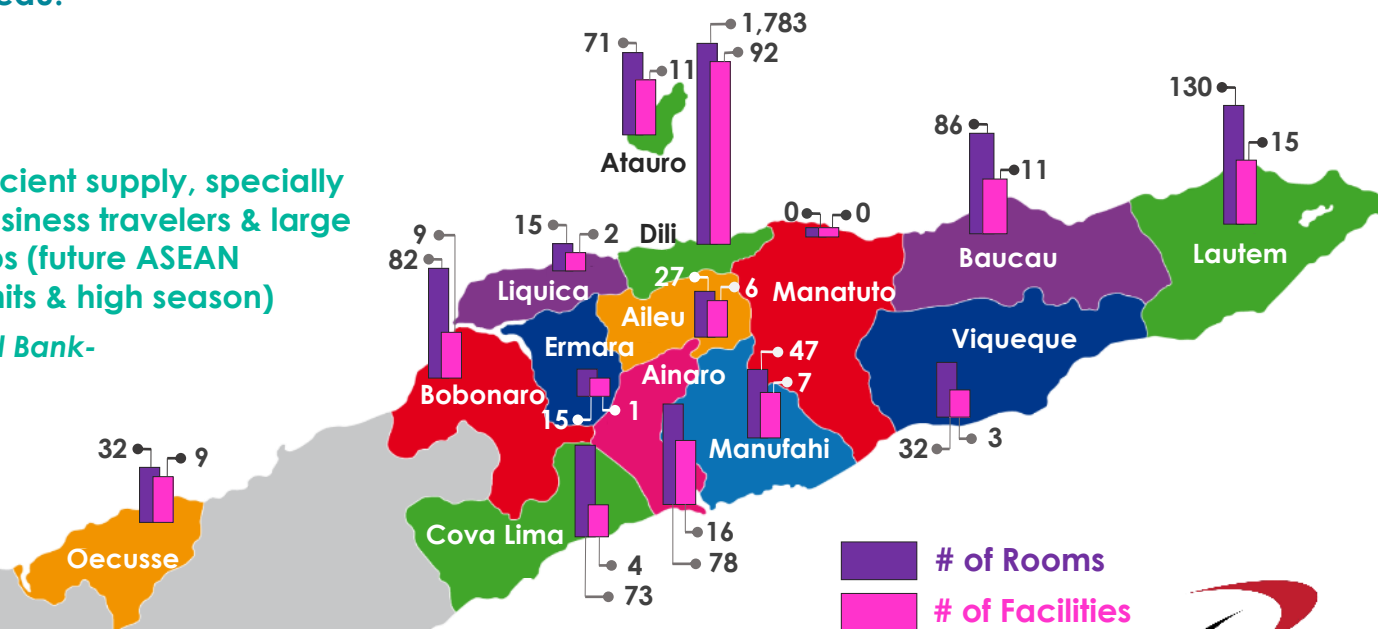 1,783
71
92
11
130
86
15
11
Atauro
cient supply, specially
siness travelers & large
os (future ASEAN
nits & high season)
Bank-
9
82
15
2
Dili
0
0
Baucau
Lautem
Liquica
27
6
Manatuto
Aileu
Viqueque
Ermara
47
Ainaro
7
Bobonaro
15
1
Manufahi
32
3
32
9
Cova Lima
16
Oecusse
4
78
73
# of Rooms
# of Facilities